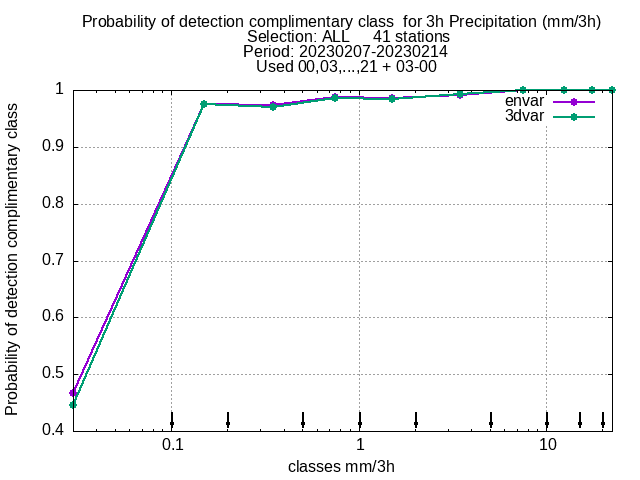 Probability of detection complimentary class  for 3h Precipitation (mm/3h)
Selection: ALL     41 stations
Period: 20230207-20230214
Used 00,03,...,21 + 03-00
Probability of detection complimentary class
1
0.9
0.8
0.7
0.6
0.5
0.4
envar
3dvar
0.1
1
10
classes mm/3h